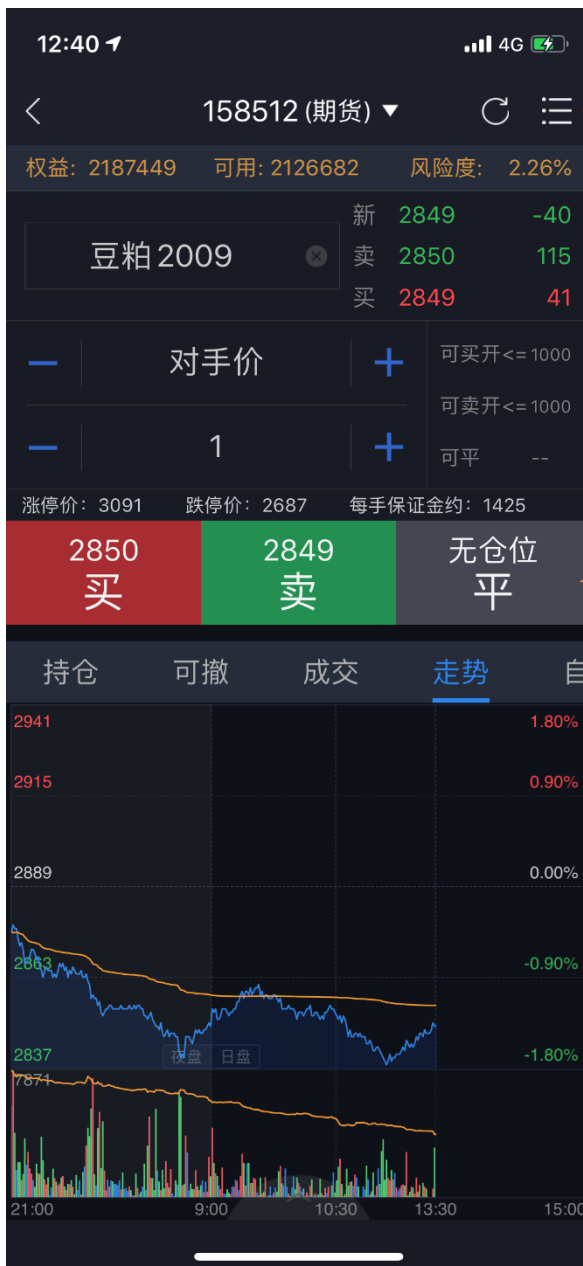 12:40 4G
158512 (期货)
权益: 2187449 可用: 2126682 风险度: 2.26%
豆粕2009
新 2849 -40
卖 2850 115
买 2849 41
对手价
可买开<=1000
可卖开<=1000
1
可平 --
涨停价: 3091 跌停价: 2687 每手保证金约: 1425
2850 2849 无仓位
买 卖 平
持仓 可撤 成交 走势
2941 1.80%
2915 0.90%
2889 0.00%
2863 -0.90%
2837 夜盘 日盘 -1.80%
7871
21:00 9:00 10:30 13:30 15:00